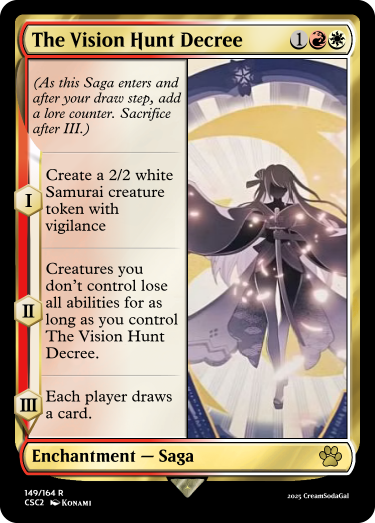 The Vision Hunt Decree 1
(As this Saga enters and
after your draw step, add
a lore counter. Sacrifice
after III.)
I
Create a 2/2 white
Samurai creature
token with
vigilance
II
Creatures you
don't control lose
all abilities for as
long as you control
The Vision Hunt
Decree.
III
Each player draws
a card.
Enchantment — Saga
149/164 R
CSC2 Konami
2025 CreamSodaGal